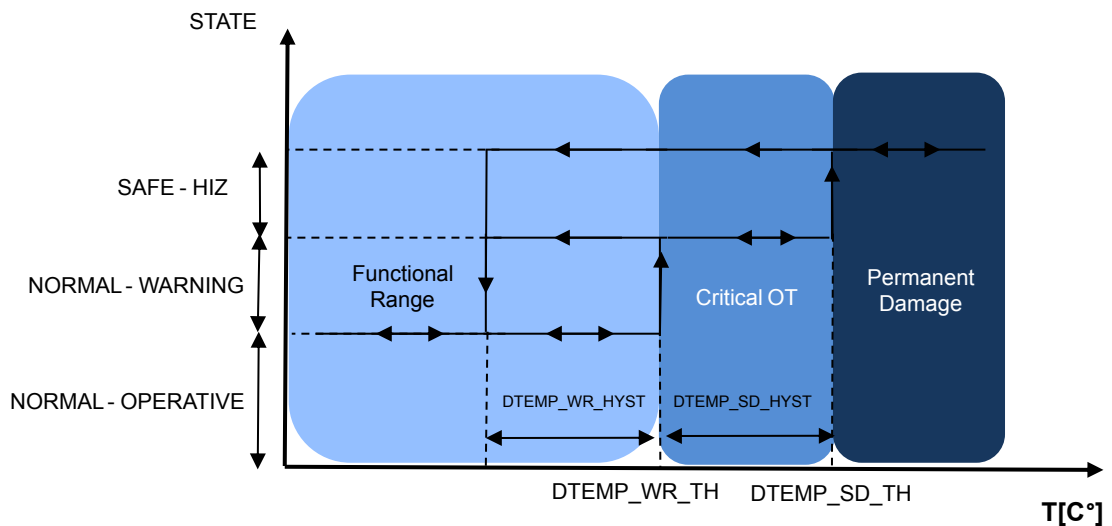 STATE
SAFE - HIZ
NORMAL - WARNING
NORMAL - OPERATIVE
Functional
Range
Critical OT
Permanent
Damage
DTEMP_WR_HYST
DTEMP_SD_HYST
DTEMP_WR_TH
DTEMP_SD_TH
T[C°]